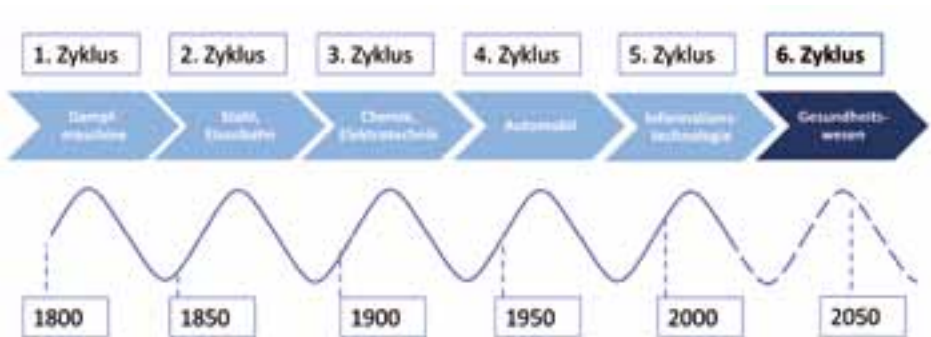 1. Zyklus
2. Zyklus
3. Zyklus
4. Zyklus
5. Zyklus
6. Zyklus
Dampf-
maschine
Stahl,
Eisenbahn
Chemie,
Elektrotechnik
Automobil
Informations-
technologie
Gesundheits-
wesen
1800
1850
1900
1950
2000
2050